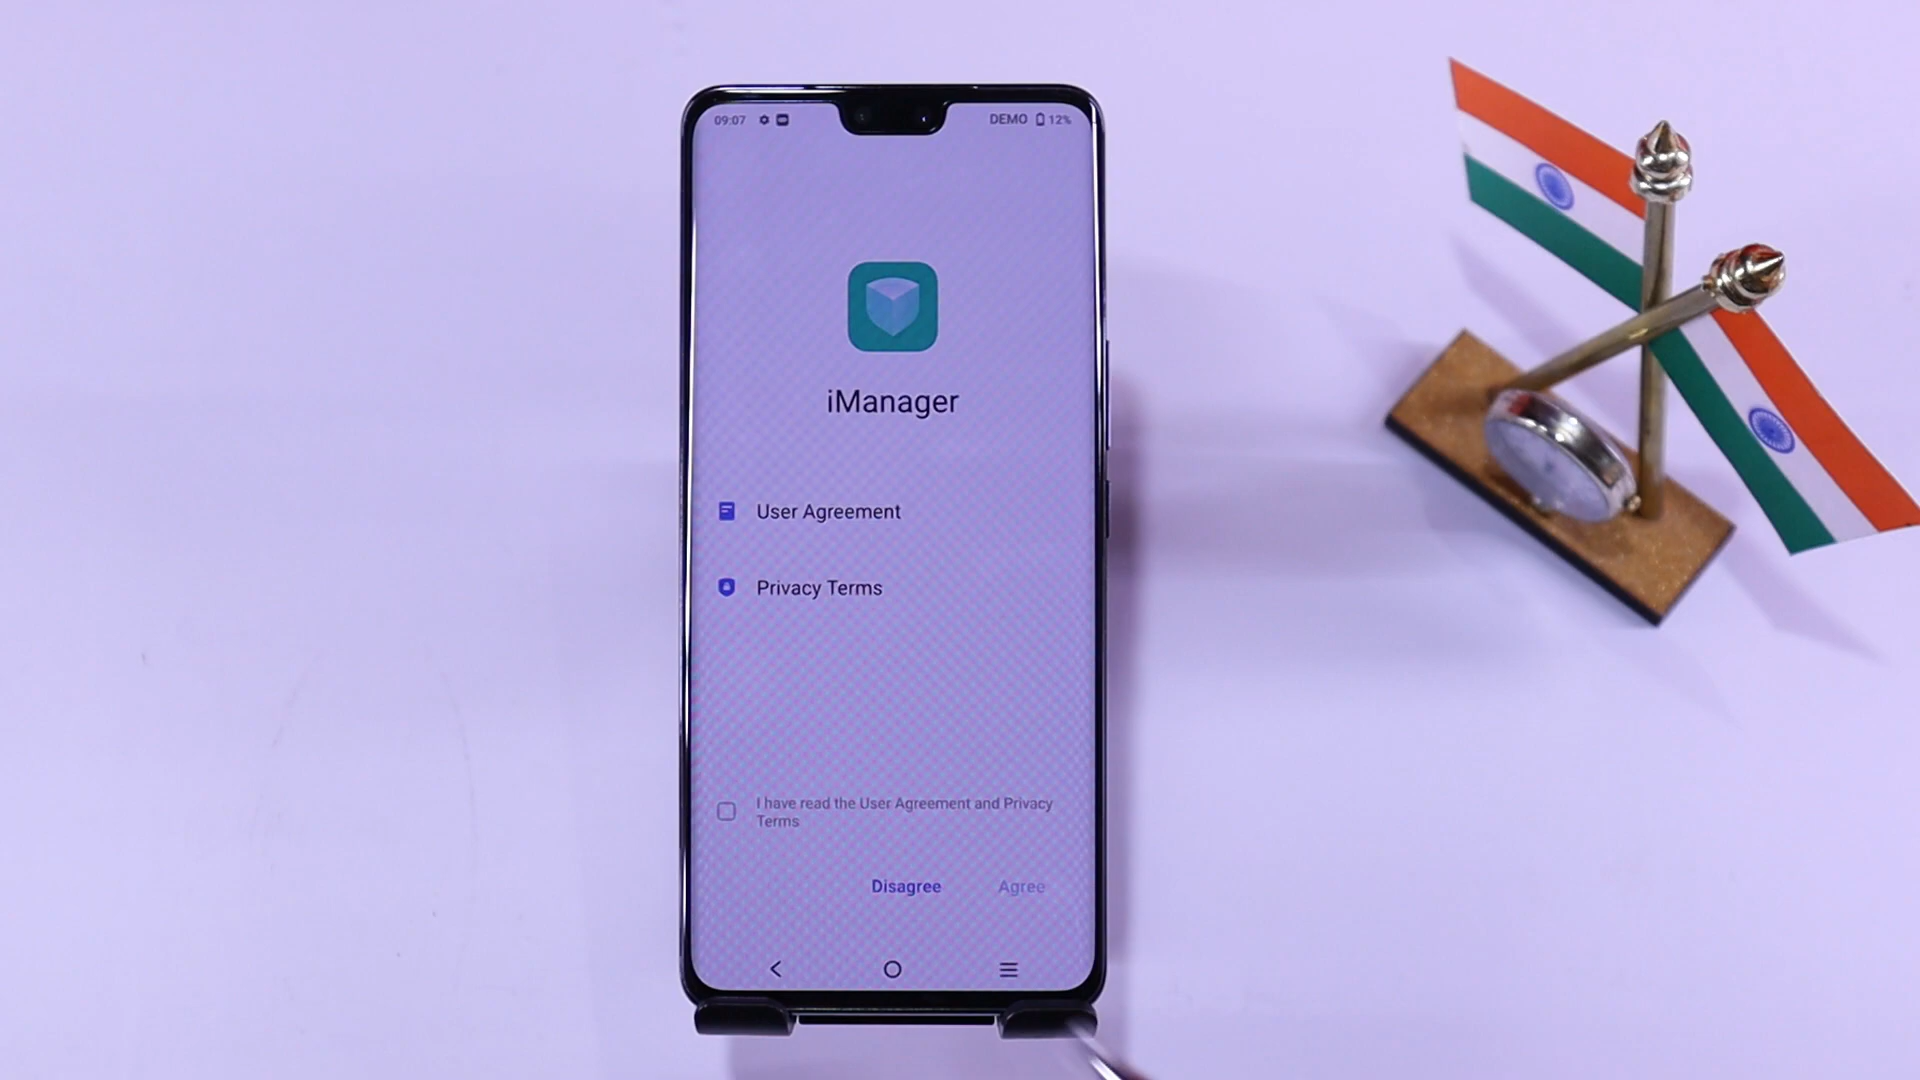 09:07
DEMO 12%
iManager
User Agreement
Privacy Terms
I have read the User Agreement and Privacy
Terms
Disagree Agree